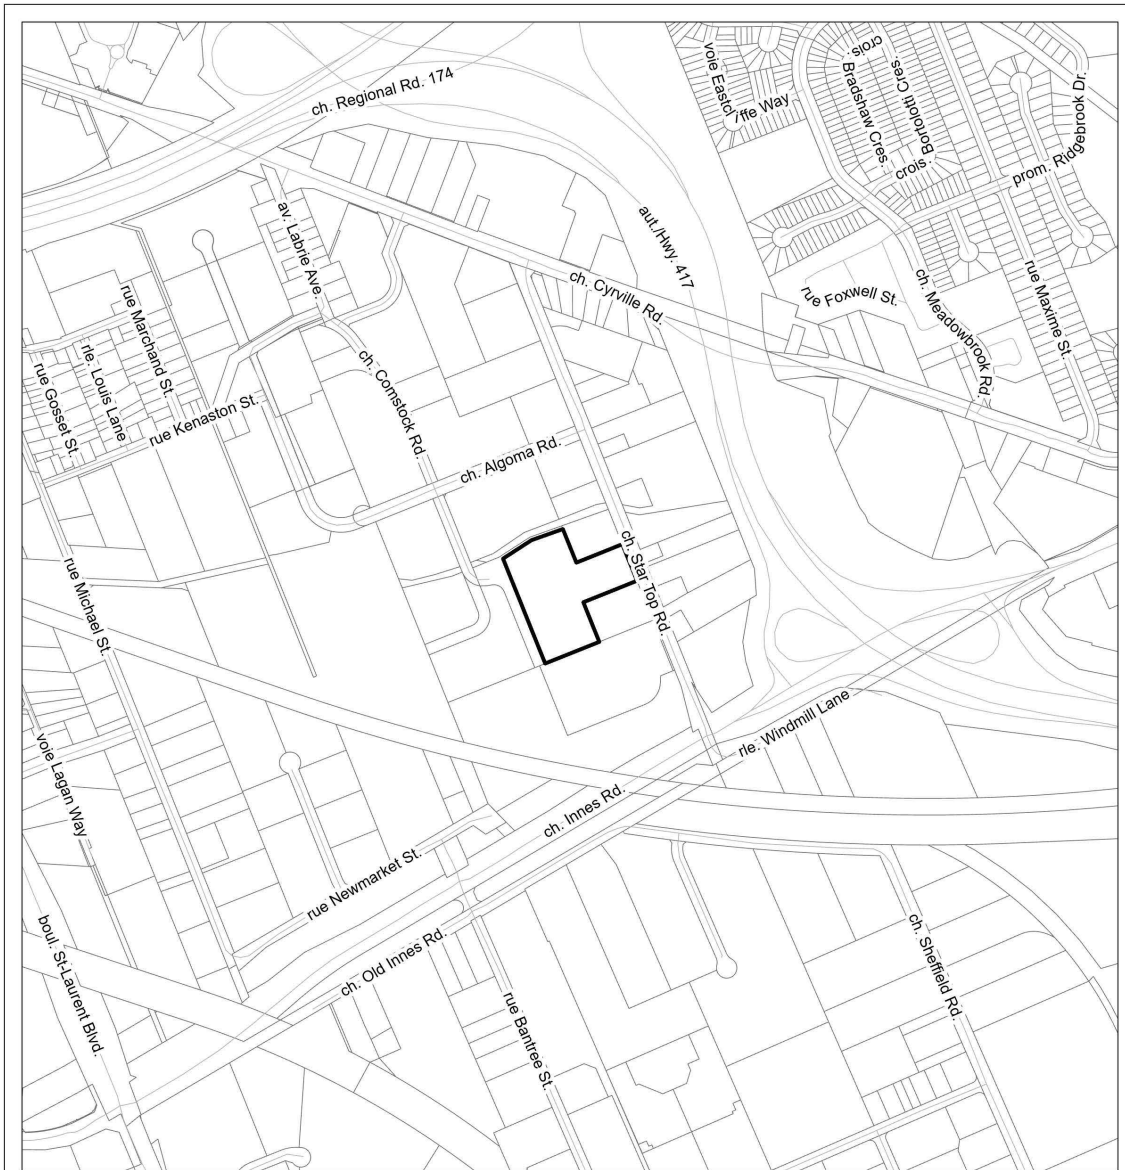 ch. Regional Rd. 174
voie Eastcl
iffe Way
crois.
Bradshaw Cres.
Bortolotti Cres.
crois.
prom. Ridgebrook Dr.
av. Labrie Ave.
aut./Hwy. 417
ch. Cyrville Rd.
rue Foxwell St.
ch. Meadowbrook Rd.
rue Maxime St.
rue Marchand St.
rle. Louis Lane
rue Gosset St.
rue Kenaston St.
ch. Comstock Rd.
ch. Algoma Rd.
ch. Star Top Rd.
rue Michael St.
voie Lagan Way
rle. Windmill Lane
ch. Innes Rd.
rue Newmarket St.
ch. Old Innes Rd.
boul. St-Laurent Blvd.
rue Bantree St.
ch. Sheffield Rd.